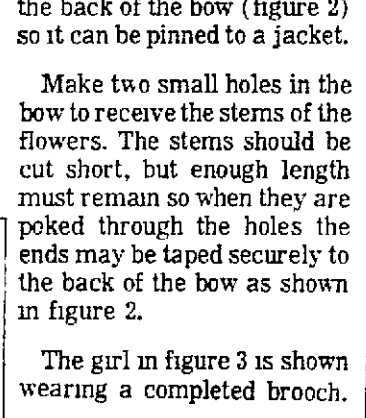 the back of the bow (figure 2)
so it can be pinned to a jacket.
Make two small holes in the
bow to receive the stems of the
flowers. The stems should be
cut short, but enough length
must remain so when they are
poked through the holes the
ends may be taped securely to
the back of the bow as shown
in figure 2.
The girl in figure 3 is shown
wearing a completed brooch.